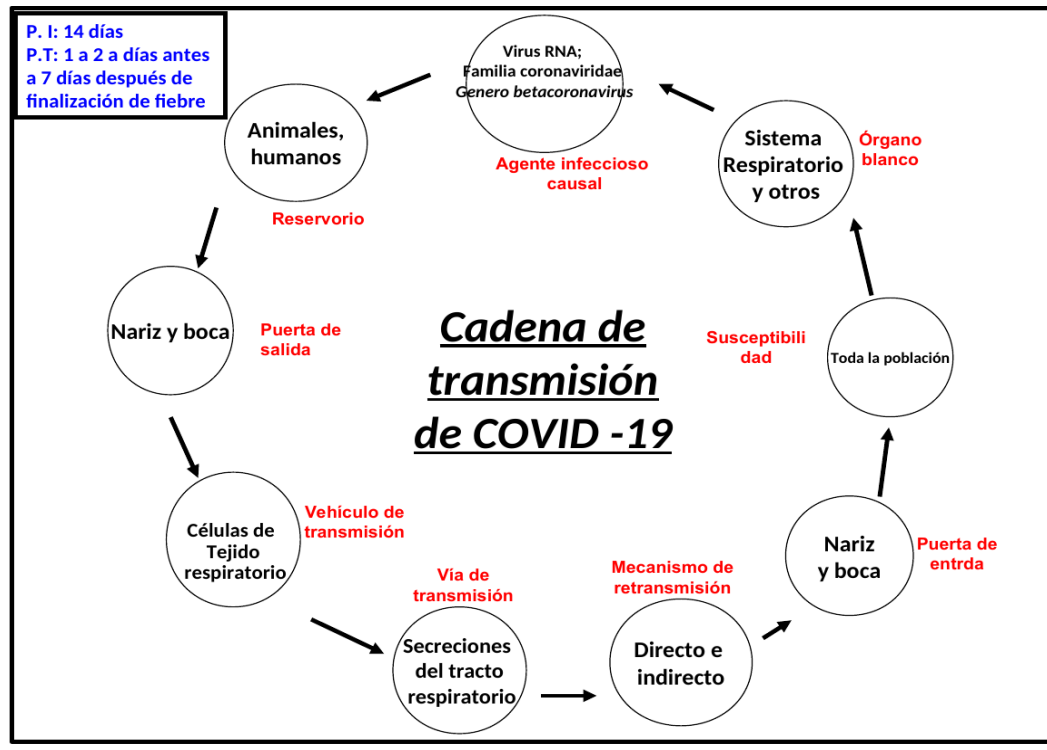 P. I: 14 días
P.T: 1 a 2 a días antes
a 7 días después de
finalización de fiebre
Virus RNA;
Familia coronaviridae
Genero betacoronavirus
Agente infeccioso
causal
Animales,
humanos
Reservorio
Nariz y boca
Puerta de
salida
Células de
Tejido
respiratorio
Vehículo de
transmisión
Vía de
transmisión
Secreciones
del tracto
respiratorio
Mecanismo de
retransmisión
Directo e
indirecto
Nariz
y boca
Puerta de
entrda
Toda la población
Susceptibili
dad
Sistema
Respiratorio
y otros
Órgano
blanco
Cadena de
transmisión
de COVID -19